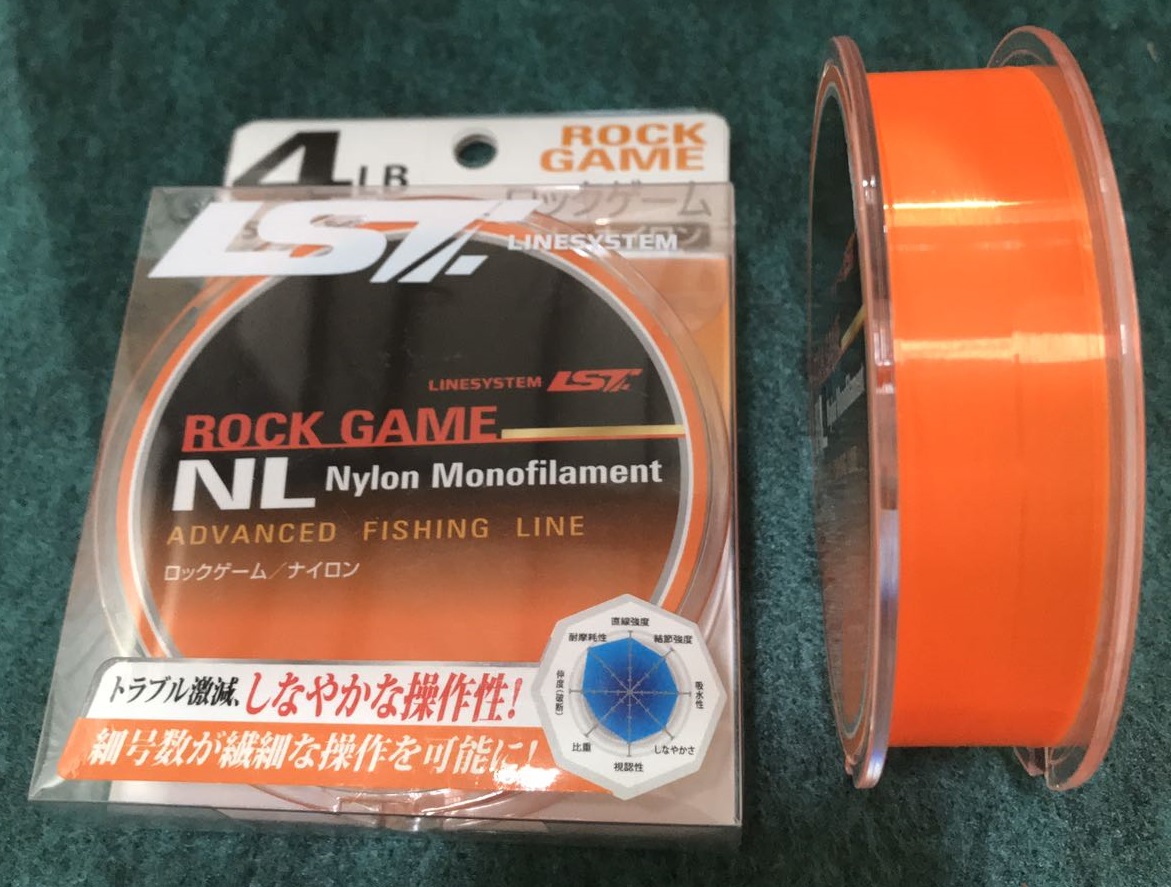 4LB
ROCK
GAME
ロックゲーム
ナイロン
LST.
LINESYSTEM
LINESYSTEM LST.
ROCK GAME
NL Nylon Monofilament
ADVANCED FISHING LINE
ロックゲーム/ナイロン
直線強度
耐摩耗性
結節強度
伸度(破断)
吸水性
比重
しなやかさ
視認性
トラブル激減、しなやかな操作性!
細号数が繊細な操作を可能に!
NL